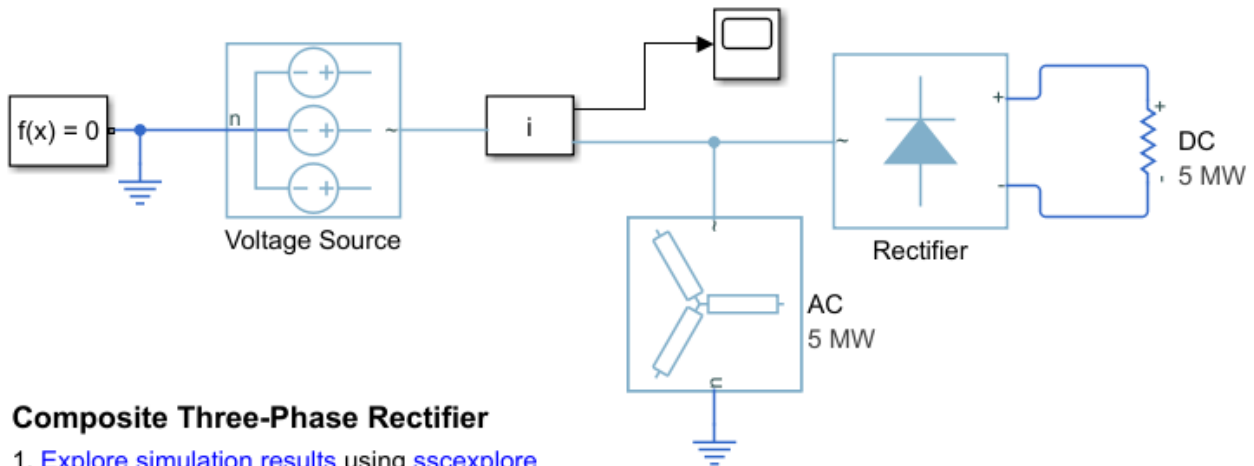 f(x) = 0
n
- +
- +
- +
~
Voltage Source
i
~
+
-
Rectifier
+
-
DC
5 MW
~
n
AC
5 MW
Composite Three-Phase Rectifier
1. Explore simulation results using sscexplore